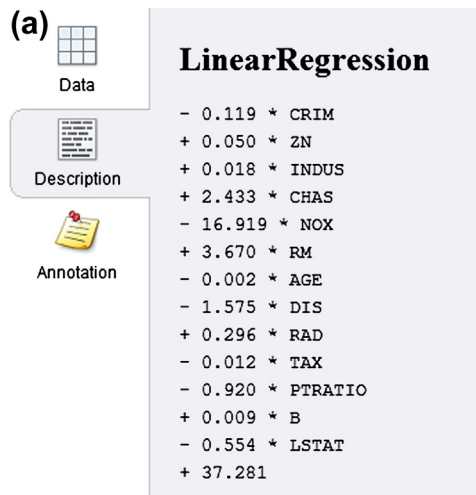 (a)
Data
Description
Annotation
LinearRegression
- 0.119 * CRIM
+ 0.050 * ZN
+ 0.018 * INDUS
+ 2.433 * CHAS
- 16.919 * NOX
+ 3.670 * RM
- 0.002 * AGE
- 1.575 * DIS
+ 0.296 * RAD
- 0.012 * TAX
- 0.920 * PTRATIO
+ 0.009 * B
- 0.554 * LSTAT
+ 37.281